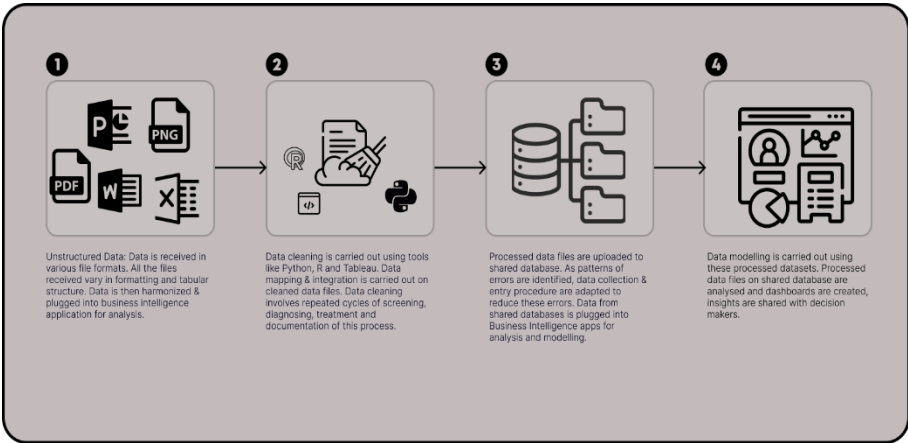 1
PNG
PDF
Unstructured Data: Data is received in
various file formats. All the files
received vary in formatting and tabular
structure. Data is then harmonized &
plugged into business intelligence
application for analysis.
2
R
</>
Data cleaning is carried out using tools
like Python, R and Tableau. Data
mapping & integration is carried out on
cleaned data files. Data cleaning
involves repeated cycles of screening,
diagnosing, treatment and
documentation of this process.
3
Processed data files are uploaded to
shared database. As patterns of
errors are identified, data collection &
entry procedure are adapted to
reduce these errors. Data from
shared databases is plugged into
Business Intelligence apps for
analysis and modelling.
4
Data modelling is carried out using
these processed datasets. Processed
data files on shared database are
analysed and dashboards are created,
insights are shared with decision
makers.
P
W
X